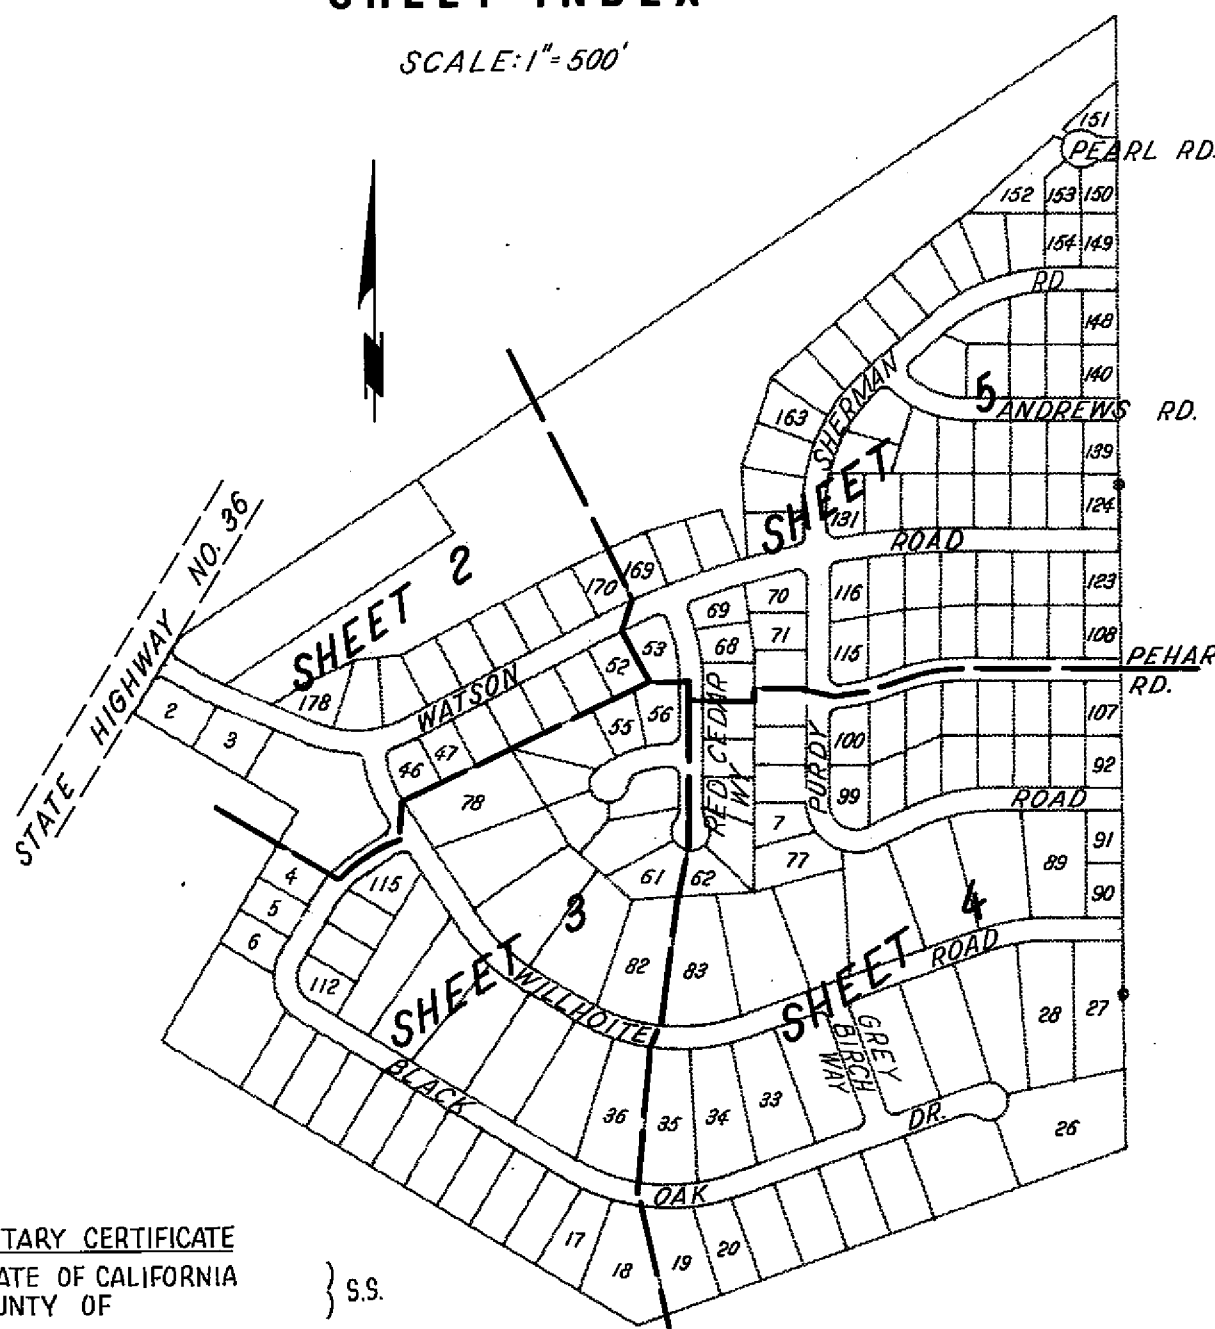 SHEET INDEX
SCALE: 1"= 500'
151
PEARL RD.
152 153 150
154 149
RD
148
140
5
ANDREWS RD.
163
SHERMAN
139
SHEET
124
131
ROAD
STATE HIGHWAY NO. 36
SHEET 2
170 169
123
70 116
69
53 68 71
108
115
PEHAR
RD.
52
WATSON
178
2
3
55 56
RED CEDAR
WY.
PURDY
107
100
92
46 47
78
99
ROAD
7
91
77
89
4
115
61 62
90
5
3
4
6
SHEET
82 83
SHEET
ROAD
112
WILLHOITE
28 27
GREY
BIRCH
WAY
BLACK
36 35 34 33
DR.
26
OAK
17
18 19 20
TARY CERTIFICATE
ATE OF CALIFORNIA
UNTY OF
} S.S.